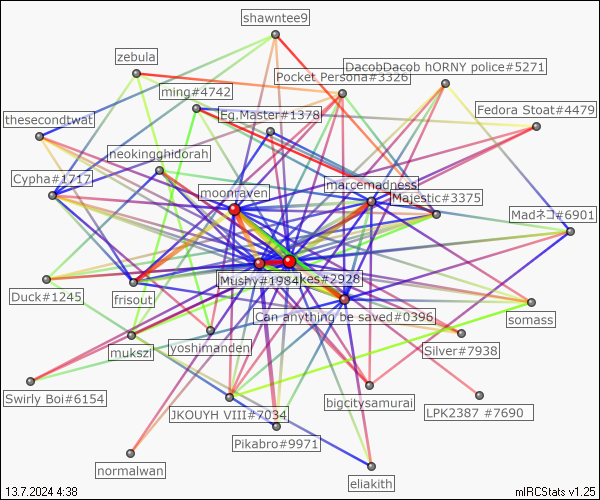 shawntee9
zebula
DacobDacob hORNY police#5271
Pocket Persona#3326
ming#4742
Fedora Stoat#4479
Eg.Master#1378
thesecondtwat
neokingghidorah
Cypha#1717
marcemadness
moonraven
Majestic#3375
Madネコ#6901
Mushy#1984
kes#2928
Duck#1245
frisout
somass
Can anything be saved#0396
mukszi
yoshimanden
Silver#7938
Swirly Boi#6154
bigcitysamurai
JKOUYH VIII#7034
LPK2387 #7690
Pikabro#9971
normalwan
eliakith
13.7.2024 4:38
mIRCStats v1.25